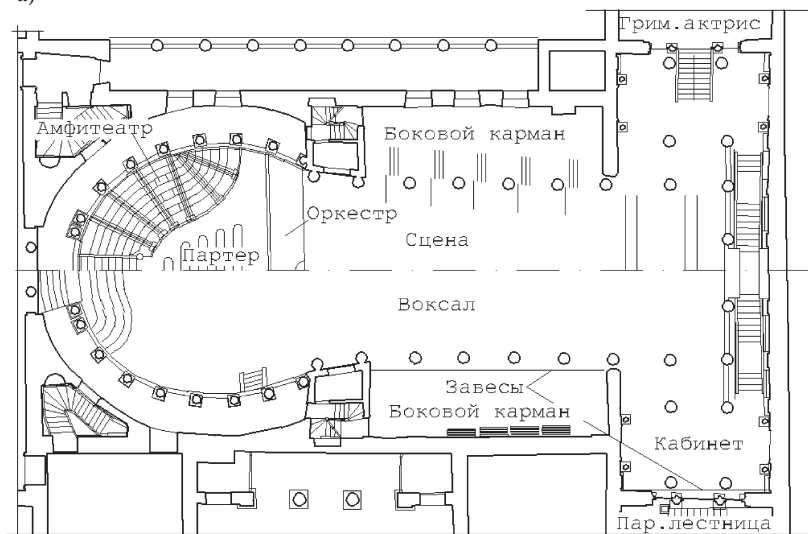 а)
Грим.актрис
Амфитеатр
Боковой карман
Оркестр
Сцена
Партер
Воксал
Завесы
Боковой карман
Кабинет
Пар.лестница